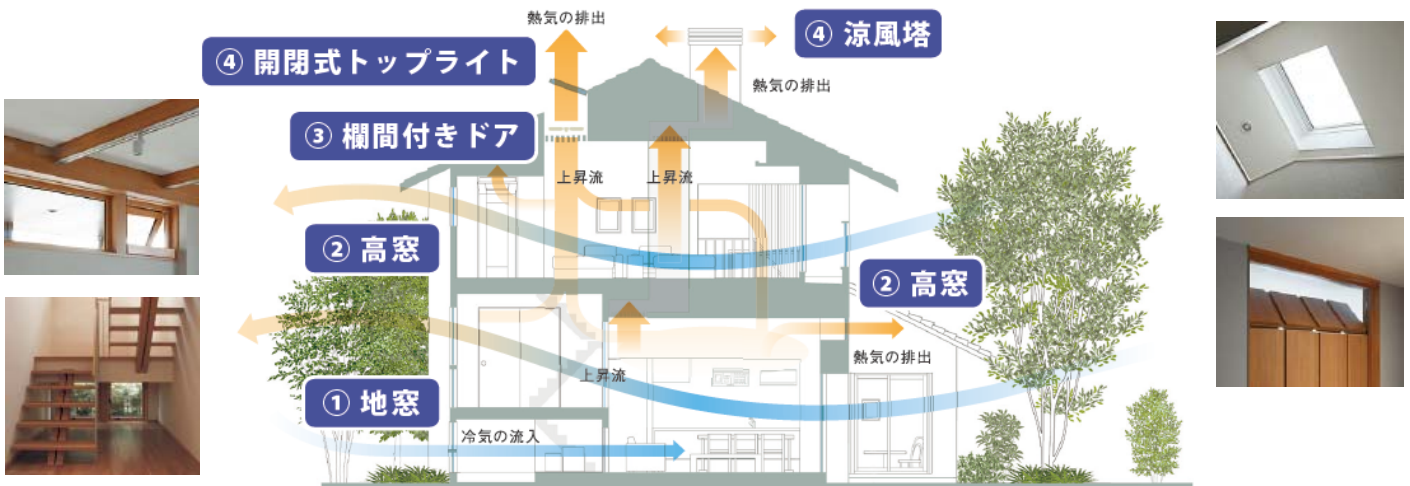 熱気の排出
④ 涼風塔
④ 開閉式トップライト
熱気の排出
③ 欄間付きドア
上昇流
上昇流
② 高窓
② 高窓
熱気の排出
上昇流
① 地窓
冷気の流入